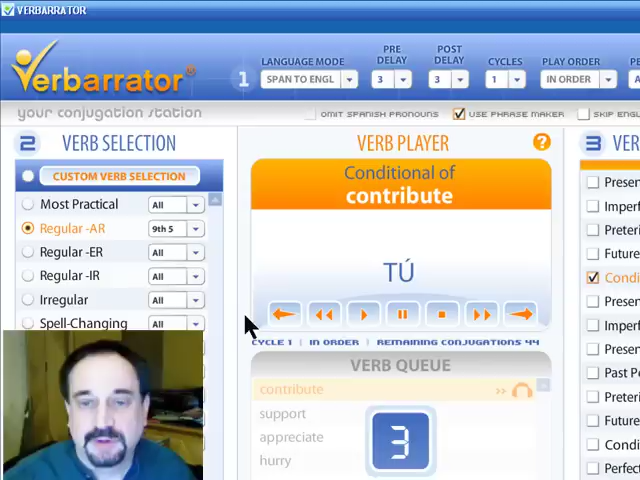 VERBARRATOR
Verbarrator®
your conjugation station
1
LANGUAGE MODE
SPAN TO ENGL
PRE DELAY
3
POST DELAY
3
CYCLES
1
PLAY ORDER
IN ORDER
OMIT SPANISH PRONOUNS
USE PHRASE MAKER
2 VERB SELECTION
CUSTOM VERB SELECTION
Most Practical All
Regular -AR 9th 5
Regular -ER All
Regular -IR All
Irregular All
Spell-Changing All
VERB PLAYER ?
Conditional of
contribute
TÚ
CYCLE 1 | IN ORDER | REMAINING CONJUGATIONS 44
VERB QUEUE
contribute >>
support
appreciate
hurry
3
3
Presen
Imperf
Preteri
Future
Condi
Presen
Imperf
Presen
Past Pe
Preteri
Future
Condi
Perfec